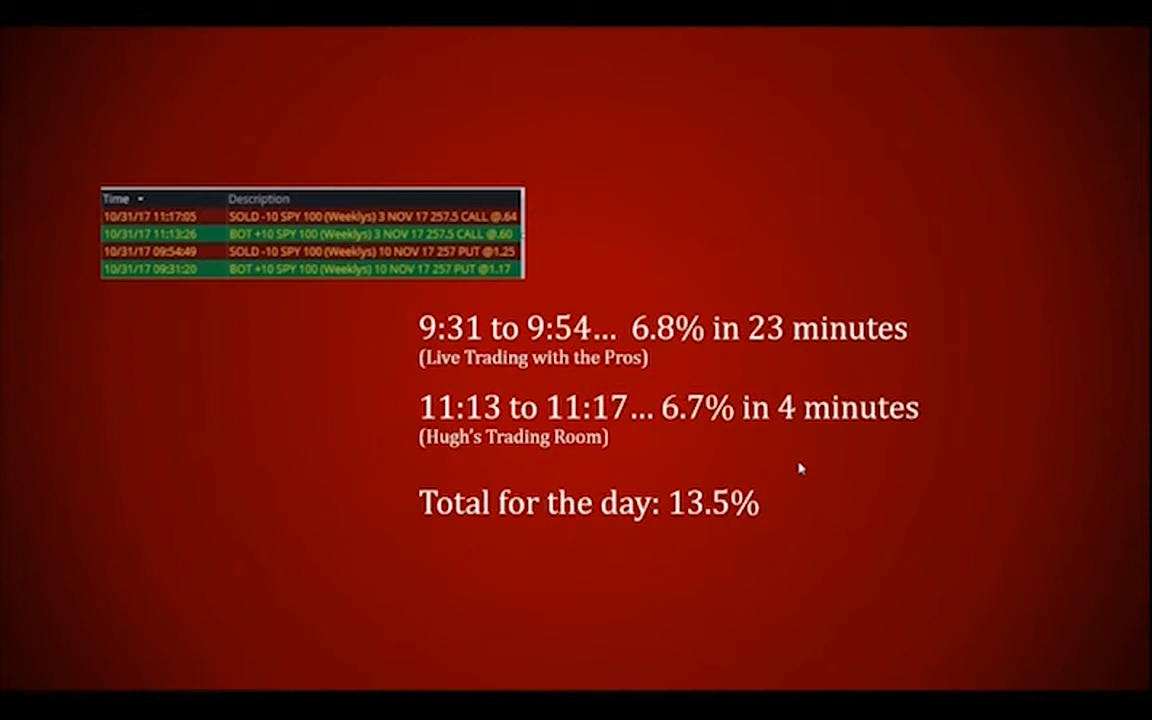 Time Description
10/31/17 11:17:05 SOLD -10 SPY 100 (Weeklys) 3 NOV 17 257.5 CALL @.64
10/31/17 11:13:26 BOT +10 SPY 100 (Weeklys) 3 NOV 17 257.5 CALL @.60
10/31/17 09:54:49 SOLD -10 SPY 100 (Weeklys) 10 NOV 17 257 PUT @1.25
10/31/17 09:31:20 BOT +10 SPY 100 (Weeklys) 10 NOV 17 257 PUT @1.17
9:31 to 9:54... 6.8% in 23 minutes
(Live Trading with the Pros)
11:13 to 11:17... 6.7% in 4 minutes
(Hugh's Trading Room)
Total for the day: 13.5%